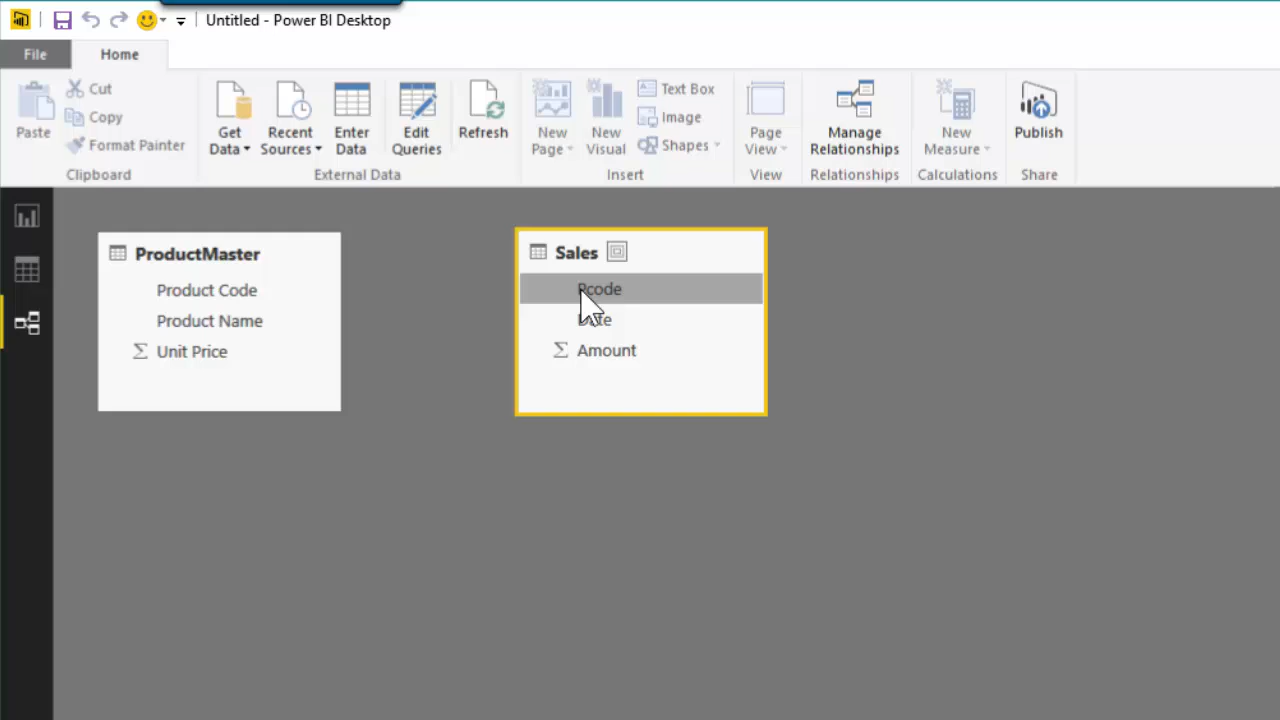 Untitled - Power BI Desktop
File Home
Paste
Cut
Copy
Format Painter
Clipboard
Get Data
Recent Sources
Enter Data
Edit Queries
Refresh
External Data
New Page
New Visual
Text Box
Image
Shapes
Insert
Page View
View
Manage Relationships
Relationships
New Measure
Calculations
Publish
Share
ProductMaster
Product Code
Product Name
Unit Price
Sales
Pcode
Date
Amount